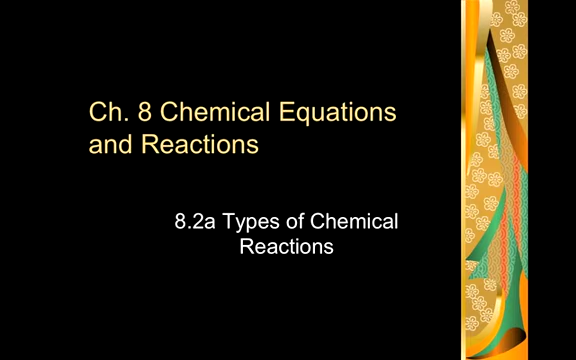 Ch. 8 Chemical Equations
and Reactions
8.2a Types of Chemical
Reactions